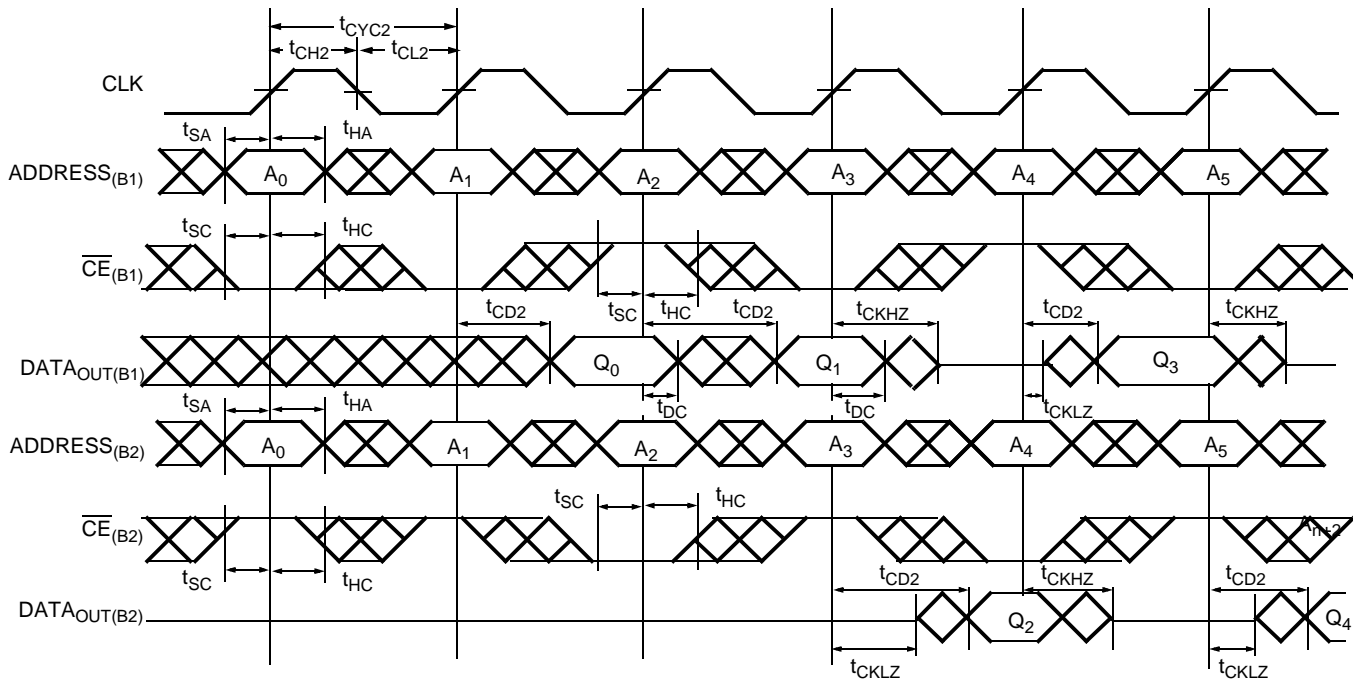 tCYC2
tCH2 tCL2
CLK
tSA tHA
ADDRESS(B1) A0 A1 A2 A3 A4 A5
tSC tHC
CE(B1)
tCD2 tSC tHC tCD2 tCKHZ tCD2 tCKHZ
DATAOUT(B1) Q0 Q1 Q3
tSA tHA tDC tDC tCKLZ
ADDRESS(B2) A0 A1 A2 A3 A4 A5
tSC tHC
CE(B2) An+2
tSC tHC tCD2 tCKHZ tCD2
DATAOUT(B2) Q2 Q4
tCKLZ tCKLZ